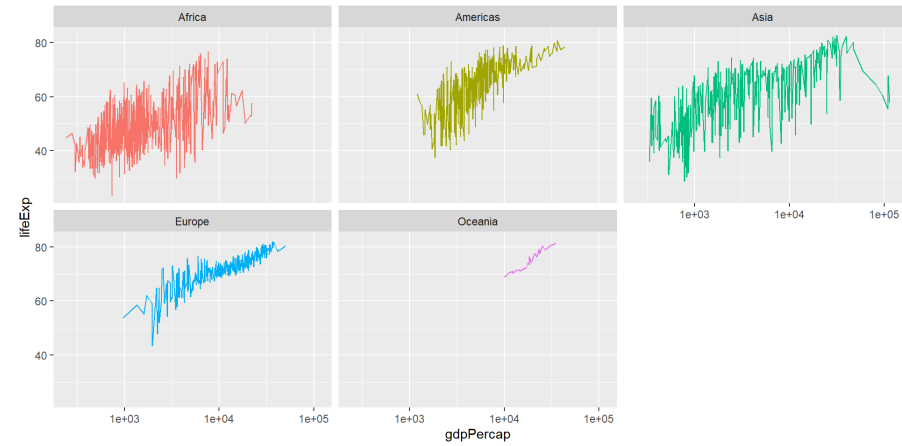 Africa Americas Asia
80
60
40
1e+03 1e+04 1e+05
lifeExp
Europe Oceania
80
60
40
1e+03 1e+04 1e+05 1e+03 1e+04 1e+05
gdpPercap